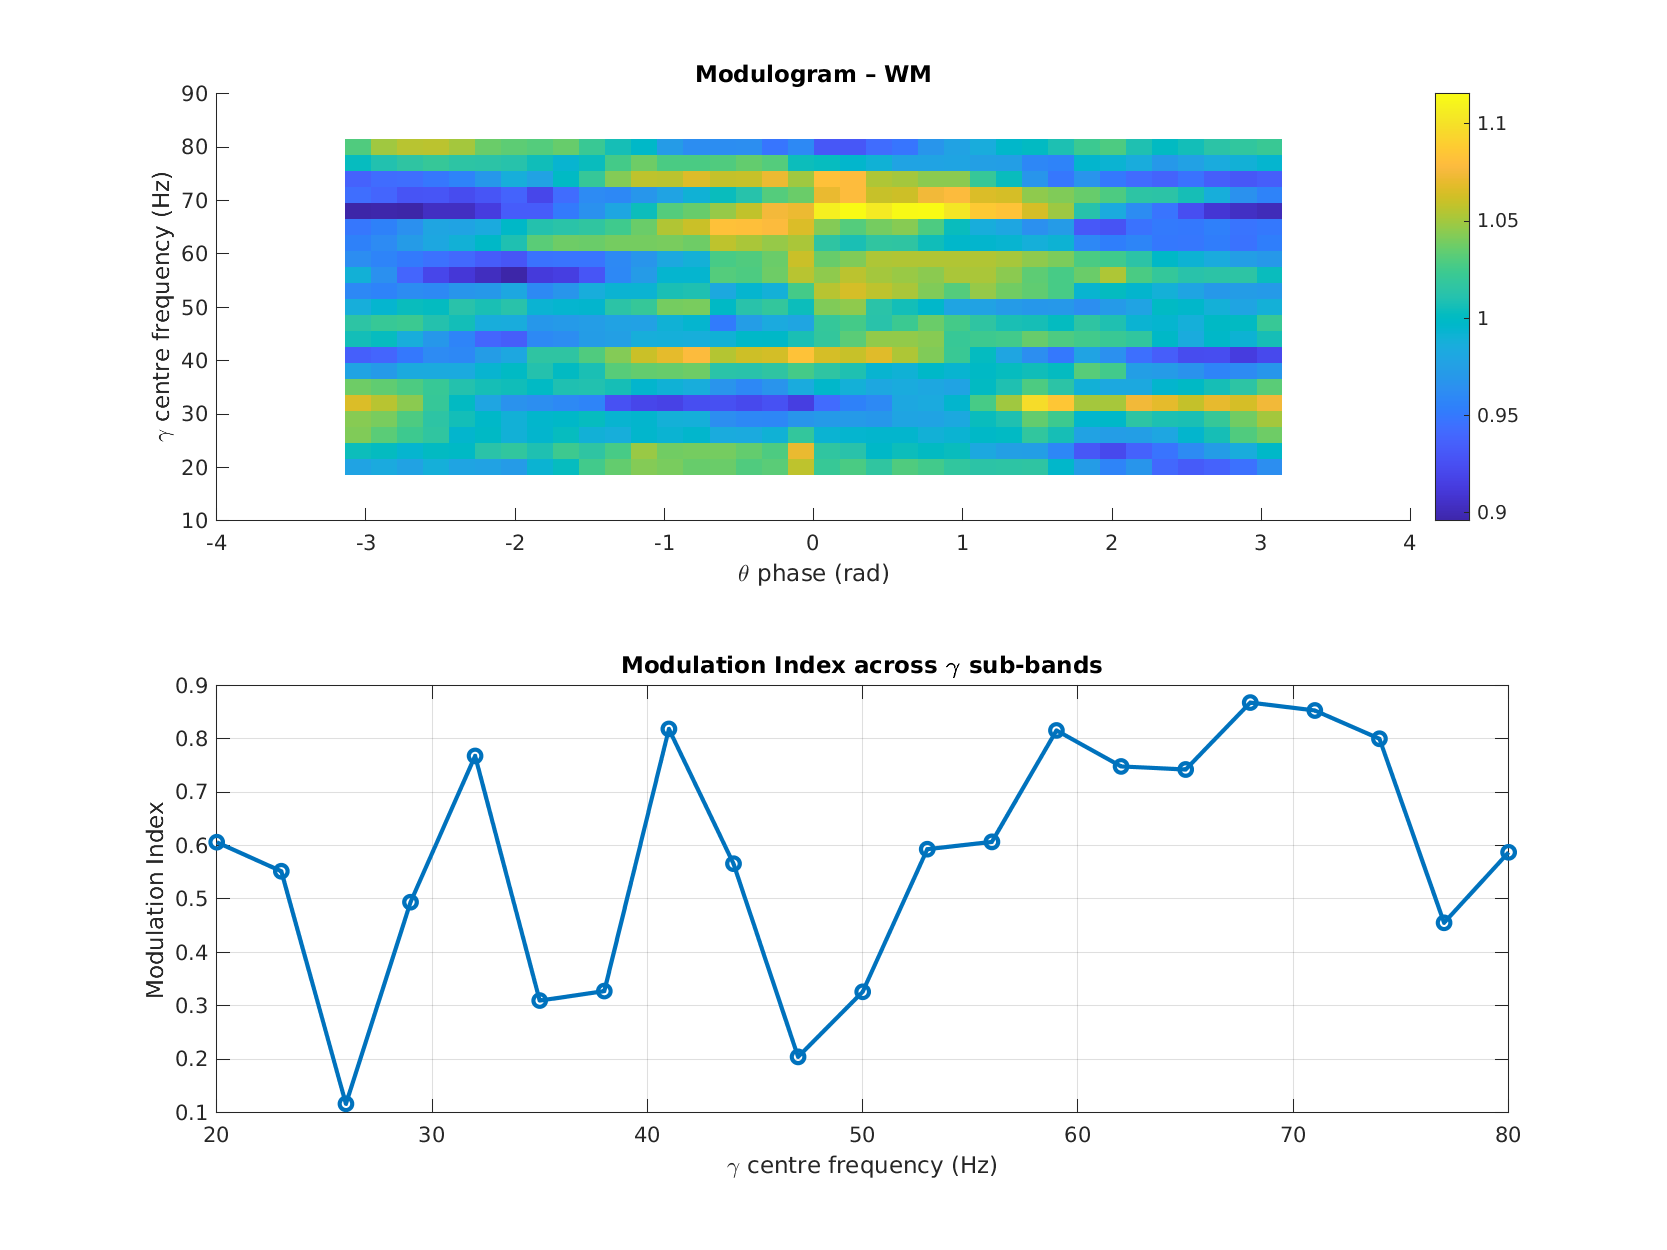 Modulogram – WM
90
80
70
60
50
40
30
20
10
γ centre frequency (Hz)
-4 -3 -2 -1 0 1 2 3 4
θ phase (rad)
1.1
1.05
1
0.95
0.9
Modulation Index across γ sub-bands
0.9
0.8
0.7
0.6
0.5
0.4
0.3
0.2
0.1
Modulation Index
20 30 40 50 60 70 80
γ centre frequency (Hz)